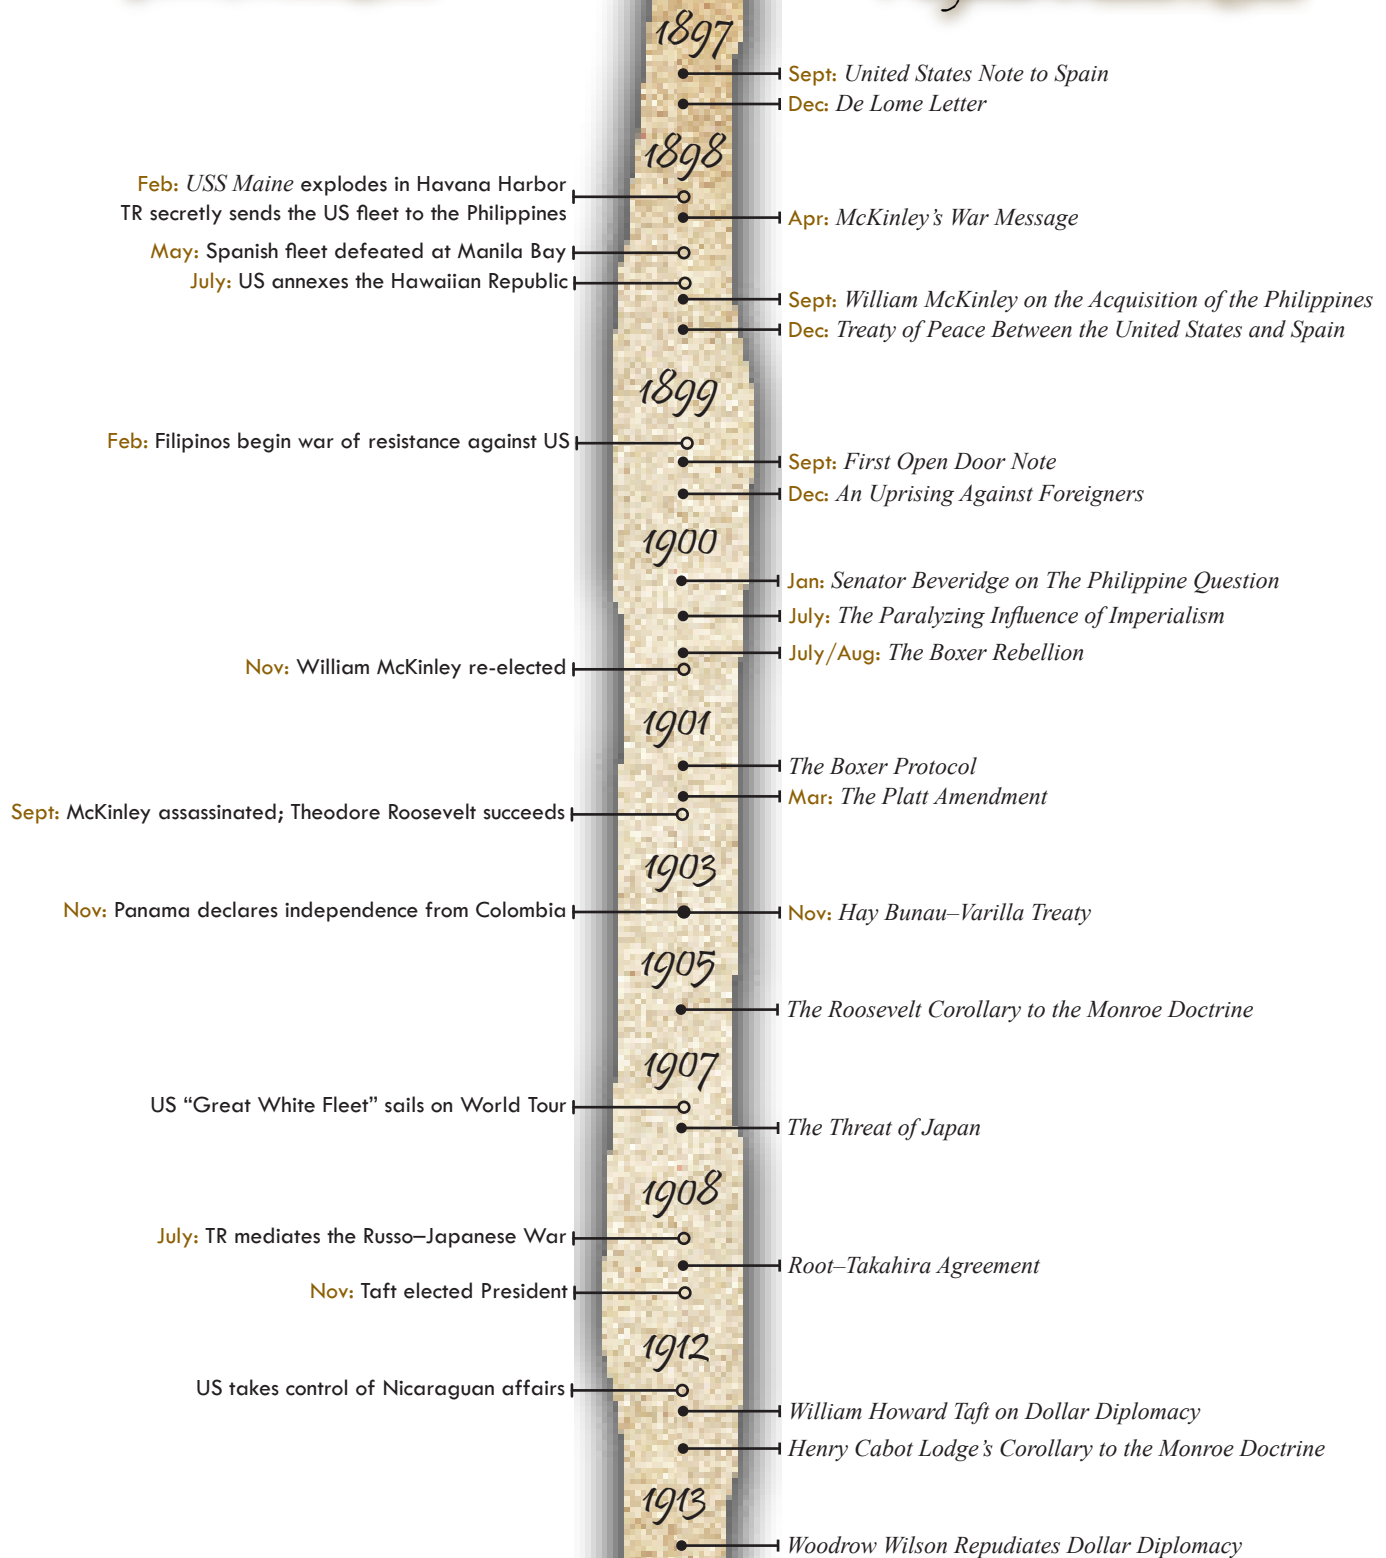 1897
Sept: United States Note to Spain
Dec: De Lome Letter
1898
Feb: USS Maine explodes in Havana Harbor
TR secretly sends the US fleet to the Philippines
Apr: McKinley’s War Message
May: Spanish fleet defeated at Manila Bay
July: US annexes the Hawaiian Republic
Sept: William McKinley on the Acquisition of the Philippines
Dec: Treaty of Peace Between the United States and Spain
1899
Feb: Filipinos begin war of resistance against US
Sept: First Open Door Note
Dec: An Uprising Against Foreigners
1900
Jan: Senator Beveridge on The Philippine Question
July: The Paralyzing Influence of Imperialism
July/Aug: The Boxer Rebellion
Nov: William McKinley re-elected
1901
The Boxer Protocol
Mar: The Platt Amendment
Sept: McKinley assassinated; Theodore Roosevelt succeeds
1903
Nov: Panama declares independence from Colombia
Nov: Hay Bunau–Varilla Treaty
1905
The Roosevelt Corollary to the Monroe Doctrine
1907
US “Great White Fleet” sails on World Tour
The Threat of Japan
1908
July: TR mediates the Russo–Japanese War
Root–Takahira Agreement
Nov: Taft elected President
1912
US takes control of Nicaraguan affairs
William Howard Taft on Dollar Diplomacy
Henry Cabot Lodge’s Corollary to the Monroe Doctrine
1913
Woodrow Wilson Repudiates Dollar Diplomacy